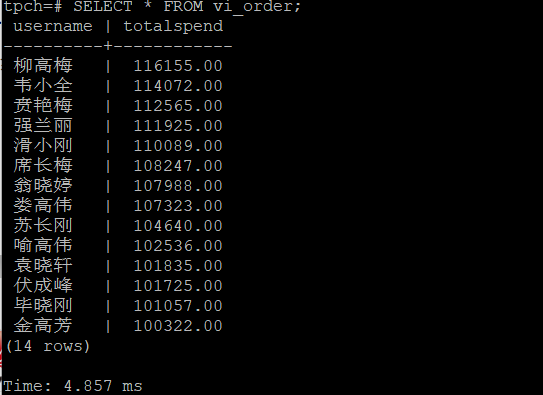 tpch=# SELECT * FROM vi_order;
 username | totalspend
----------+------------
 柳高梅   |  116155.00
 韦小全   |  114072.00
 贲艳梅   |  112565.00
 强兰丽   |  111925.00
 滑小刚   |  110089.00
 席长梅   |  108247.00
 翁晓婷   |  107988.00
 娄高伟   |  107323.00
 苏长刚   |  104640.00
 喻高伟   |  102536.00
 袁晓轩   |  101835.00
 伏成峰   |  101725.00
 毕晓刚   |  101057.00
 金高芳   |  100322.00
(14 rows)
Time: 4.857 ms